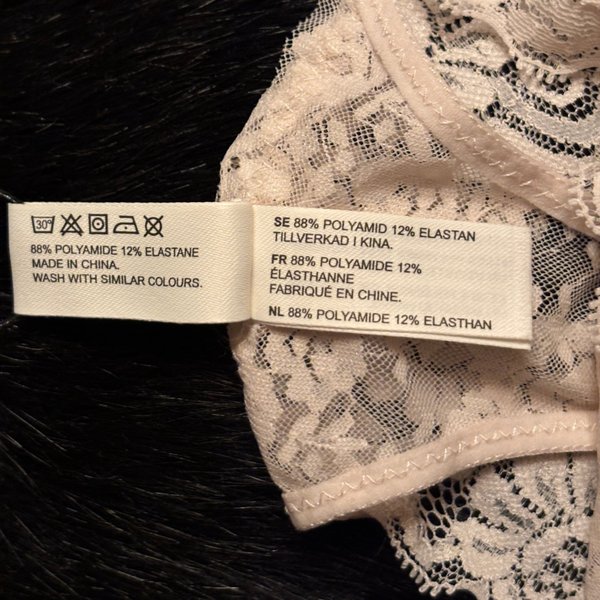 30°
88% POLYAMIDE 12% ELASTANE
MADE IN CHINA.
WASH WITH SIMILAR COLOURS.
SE 88% POLYAMID 12% ELASTAN
TILLVERKAD I KINA.
FR 88% POLYAMIDE 12%
ÉLASTHANNE
FABRIQUÉ EN CHINE.
NL 88% POLYAMIDE 12% ELASTHAN